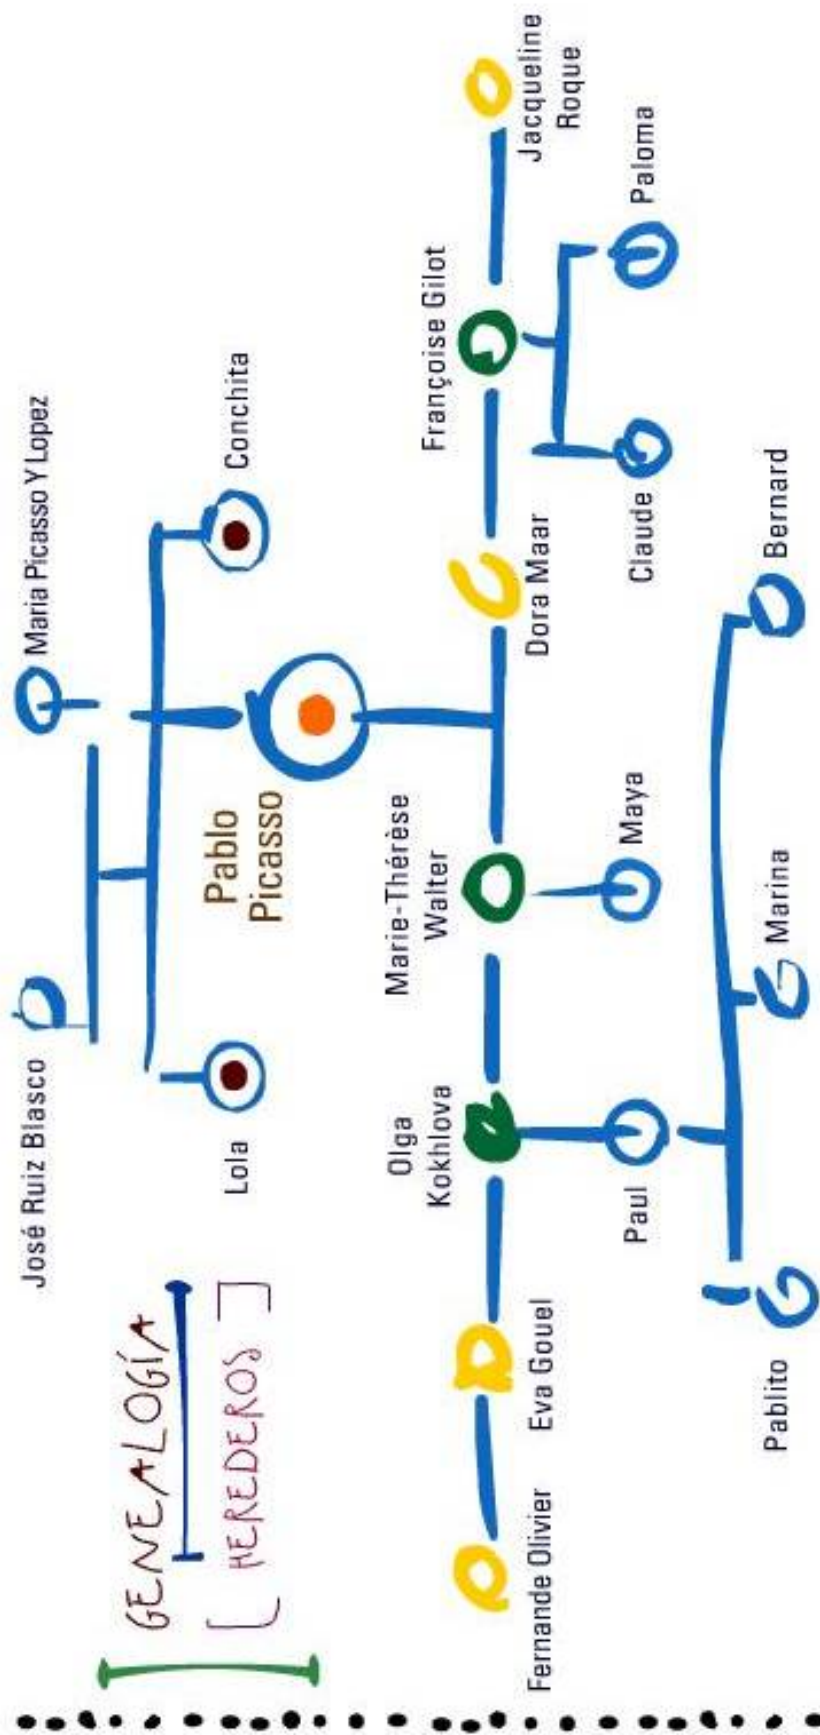 GENEALOGÍA
HEREDEROS
José Ruiz Blasco
Maria Picasso Y Lopez
Lola
Pablo
Picasso
Conchita
Fernande Olivier
Eva Gouel
Olga
Kokhlova
Marie-Thérèse
Walter
Dora Maar
Françoise Gilot
Jacqueline
Roque
Paul
Maya
Claude
Paloma
Pablito
Marina
Bernard